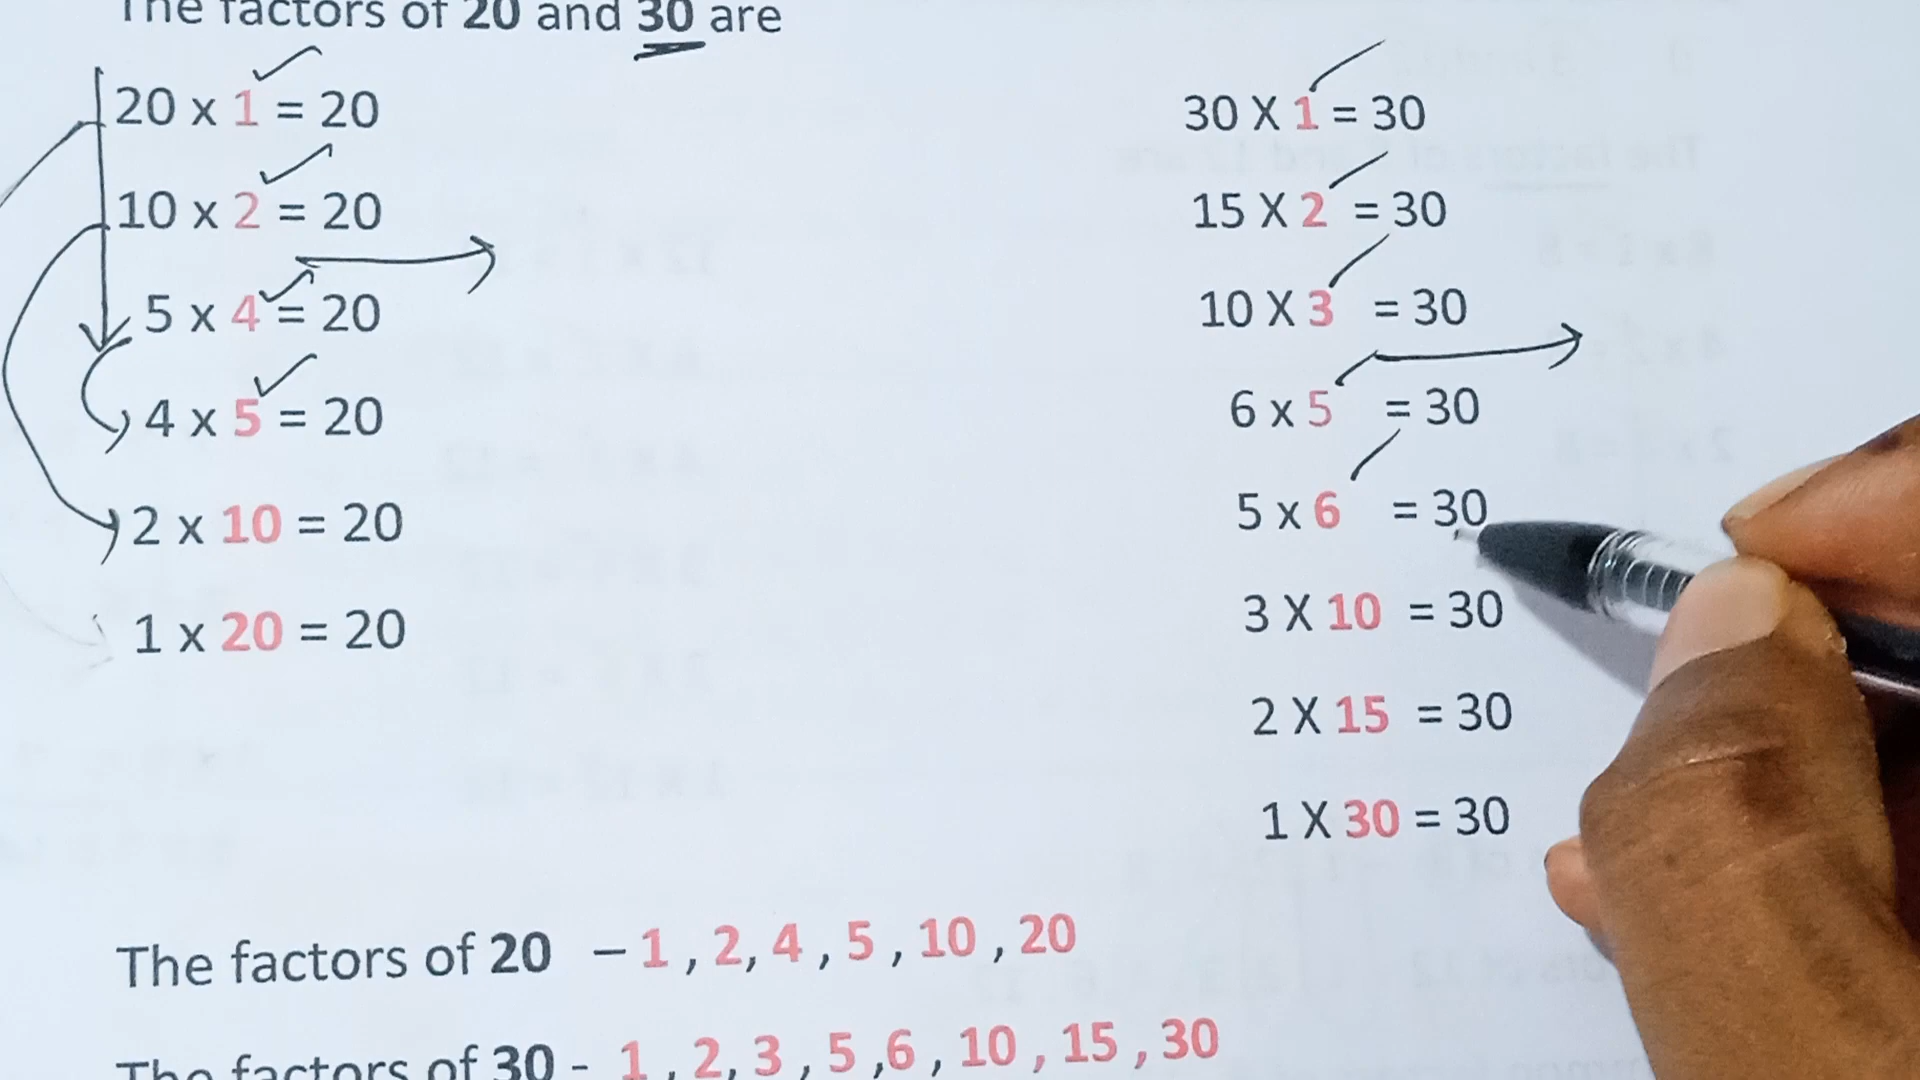 The factors of 20 and 30 are
20 x 1 = 20
10 x 2 = 20
5 x 4 = 20
4 x 5 = 20
2 x 10 = 20
1 x 20 = 20
30 X 1 = 30
15 X 2 = 30
10 X 3 = 30
6 x 5 = 30
5 x 6 = 30
3 X 10 = 30
2 X 15 = 30
1 X 30 = 30
The factors of 20 – 1 , 2, 4 , 5 , 10 , 20
The factors of 30 - 1 , 2, 3 , 5 ,6 , 10 , 15 , 30